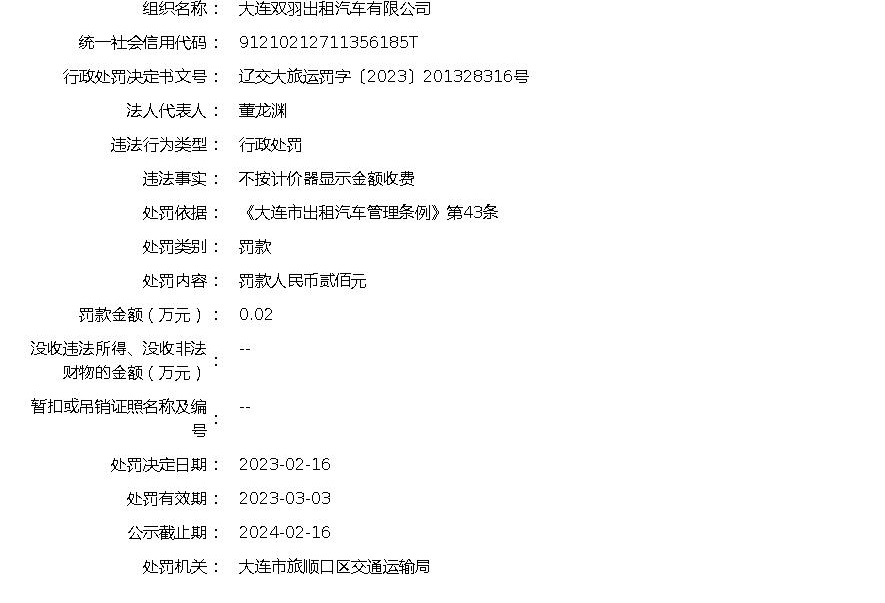 组织名称： 大连双羽出租汽车有限公司
统一社会信用代码： 91210212711356185T
行政处罚决定书文号： 辽交大旅运罚字〔2023〕201328316号
法人代表人： 董龙渊
违法行为类型： 行政处罚
违法事实： 不按计价器显示金额收费
处罚依据： 《大连市出租汽车管理条例》第43条
处罚类别： 罚款
处罚内容： 罚款人民币贰佰元
罚款金额（万元）： 0.02
没收违法所得、没收非法
财物的金额（万元）： --
暂扣或吊销证照名称及编
号： --
处罚决定日期： 2023-02-16
处罚有效期： 2023-03-03
公示截止期： 2024-02-16
处罚机关： 大连市旅顺口区交通运输局